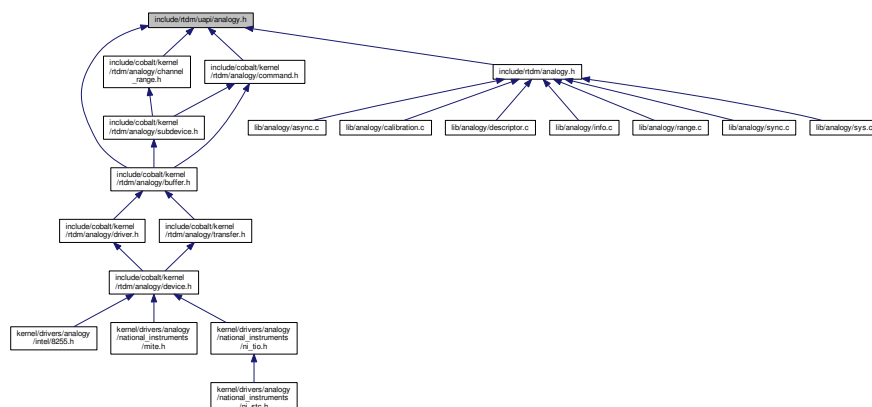 include/rtdm/uapi/analogy.h
include/cobalt/kernel
/rtdm/analogy/channel
_range.h
include/cobalt/kernel
/rtdm/analogy/command.h
include/rtdm/analogy.h
include/cobalt/kernel
/rtdm/analogy/subdevice.h
lib/analogy/async.c
lib/analogy/calibration.c
lib/analogy/descriptor.c
lib/analogy/info.c
lib/analogy/range.c
lib/analogy/sync.c
lib/analogy/sys.c
include/cobalt/kernel
/rtdm/analogy/buffer.h
include/cobalt/kernel
/rtdm/analogy/driver.h
include/cobalt/kernel
/rtdm/analogy/transfer.h
include/cobalt/kernel
/rtdm/analogy/device.h
kernel/drivers/analogy
/intel/8255.h
kernel/drivers/analogy
/national_instruments
/mite.h
kernel/drivers/analogy
/national_instruments
/ni_tio.h
kernel/drivers/analogy
/national_instruments
/ni_stc.h